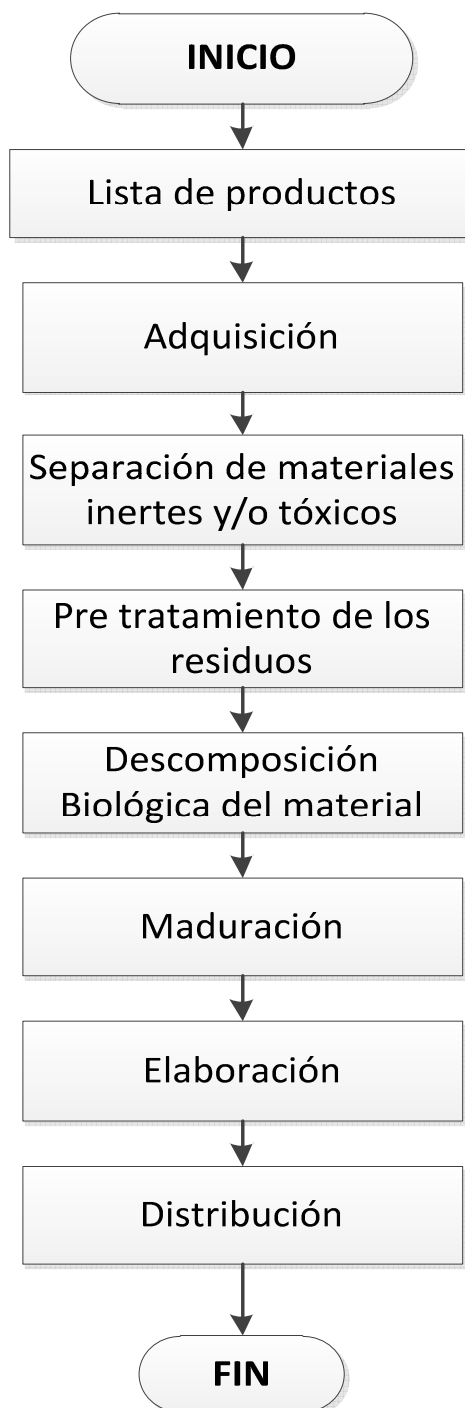 INICIO
Lista de productos
Adquisición
Separación de materiales
inertes y/o tóxicos
Pre tratamiento de los
residuos
Descomposición
Biológica del material
Maduración
Elaboración
Distribución
FIN